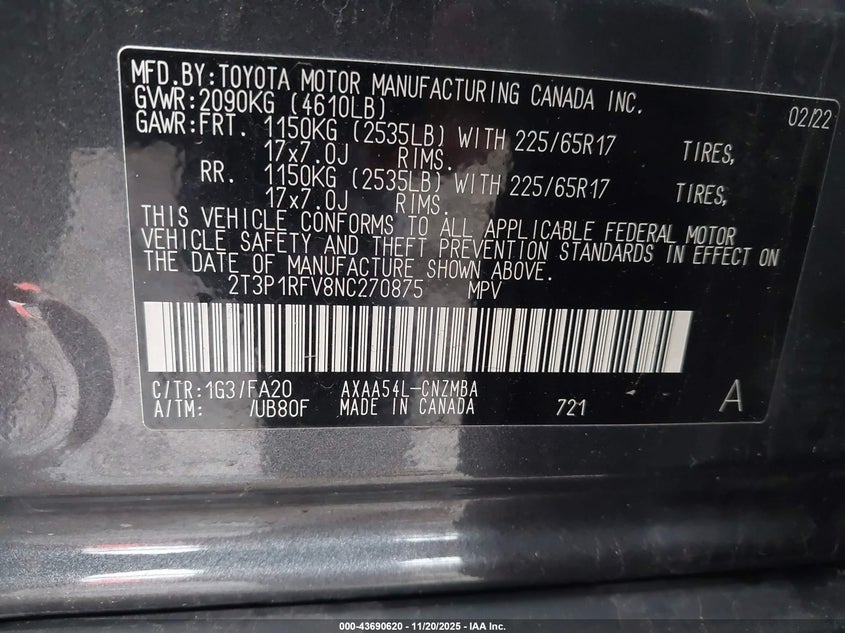 MFD.BY:TOYOTA MOTOR MANUFACTURING CANADA INC.
GVWR:2090KG (4610LB) 02/22
GAWR:FRT. 1150KG (2535LB) WITH 225/65R17 TIRES,
17x7.0J RIMS.
RR. 1150KG (2535LB) WITH 225/65R17 TIRES,
17x7.0J RIMS.
THIS VEHICLE CONFORMS TO ALL APPLICABLE FEDERAL MOTOR
VEHICLE SAFETY AND THEFT PREVENTION STANDARDS IN EFFECT ON
THE DATE OF MANUFACTURE SHOWN ABOVE.
2T3P1RFV8NC270875 MPV
C/TR:1G3/FA20 AXAA54L-CNZMBA
A/TM: /UB80F MADE IN CANADA 721 A
000-43690620 - 11/20/2025 - IAA Inc.